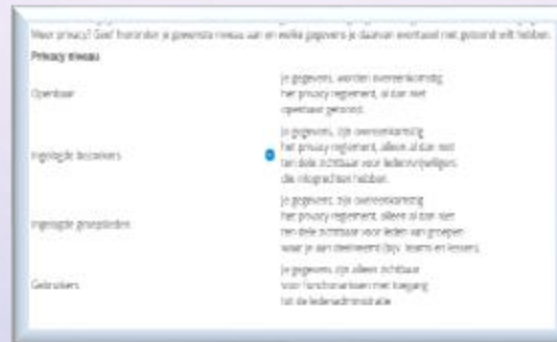 Meer privacy? Geef hieronder je gewenste niveau aan en welke gegevens je daarvan eventueel niet getoond wilt hebben.
Privacy niveau
Openbaar
Je gegevens, worden overeenkomstig
het privacy reglement, al dan niet
openbaar getoond.
Ingelogde bezoekers
Je gegevens, zijn overeenkomstig
het privacy reglement, alleen al dan niet
ten dele zichtbaar voor leden/vrijwilligers
die inlogrechten hebben.
Ingelogde groepsleden
Je gegevens, zijn overeenkomstig
het privacy reglement, alleen al dan niet
ten dele zichtbaar voor leden van groepen
waar je aan deelneemt (bijv. teams en lessen).
Gebruikers
Je gegevens zijn alleen zichtbaar
voor functionarissen met toegang
tot de ledenadministratie